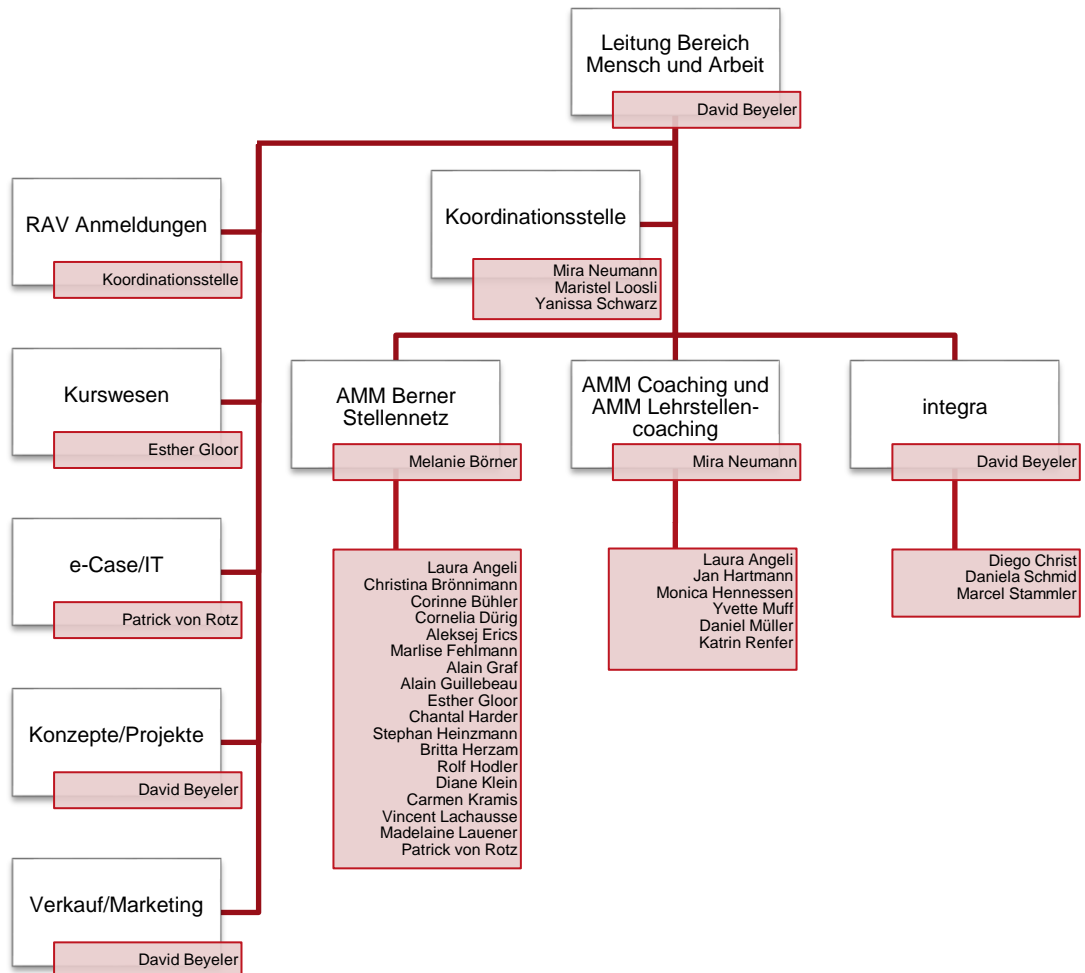 Leitung Bereich
Mensch und Arbeit
David Beyeler
RAV Anmeldungen
Koordinationsstelle
Koordinationsstelle
Mira Neumann
Maristel Loosli
Yanissa Schwarz
Kurswesen
Esther Gloor
e-Case/IT
Patrick von Rotz
Konzepte/Projekte
David Beyeler
Verkauf/Marketing
David Beyeler
AMM Berner
Stellennetz
Melanie Börner
Laura Angeli
Christina Brönnimann
Corinne Bühler
Cornelia Dürig
Aleksej Erics
Marlise Fehlmann
Alain Graf
Alain Guillebeau
Esther Gloor
Chantal Harder
Stephan Heinzmann
Britta Herzam
Rolf Hodler
Diane Klein
Carmen Kramis
Vincent Lachausse
Madelaine Lauener
Patrick von Rotz
AMM Coaching und
AMM Lehrstellen-
coaching
Mira Neumann
Laura Angeli
Jan Hartmann
Monica Hennessen
Yvette Muff
Daniel Müller
Katrin Renfer
integra
David Beyeler
Diego Christ
Daniela Schmid
Marcel Stammler